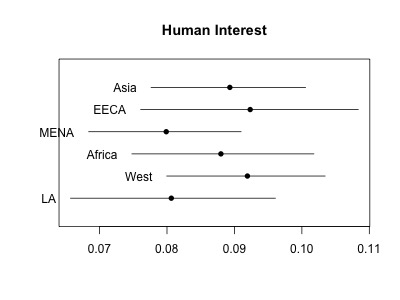 Human Interest
Asia
EECA
MENA
Africa
West
LA
0.07 0.08 0.09 0.10 0.11